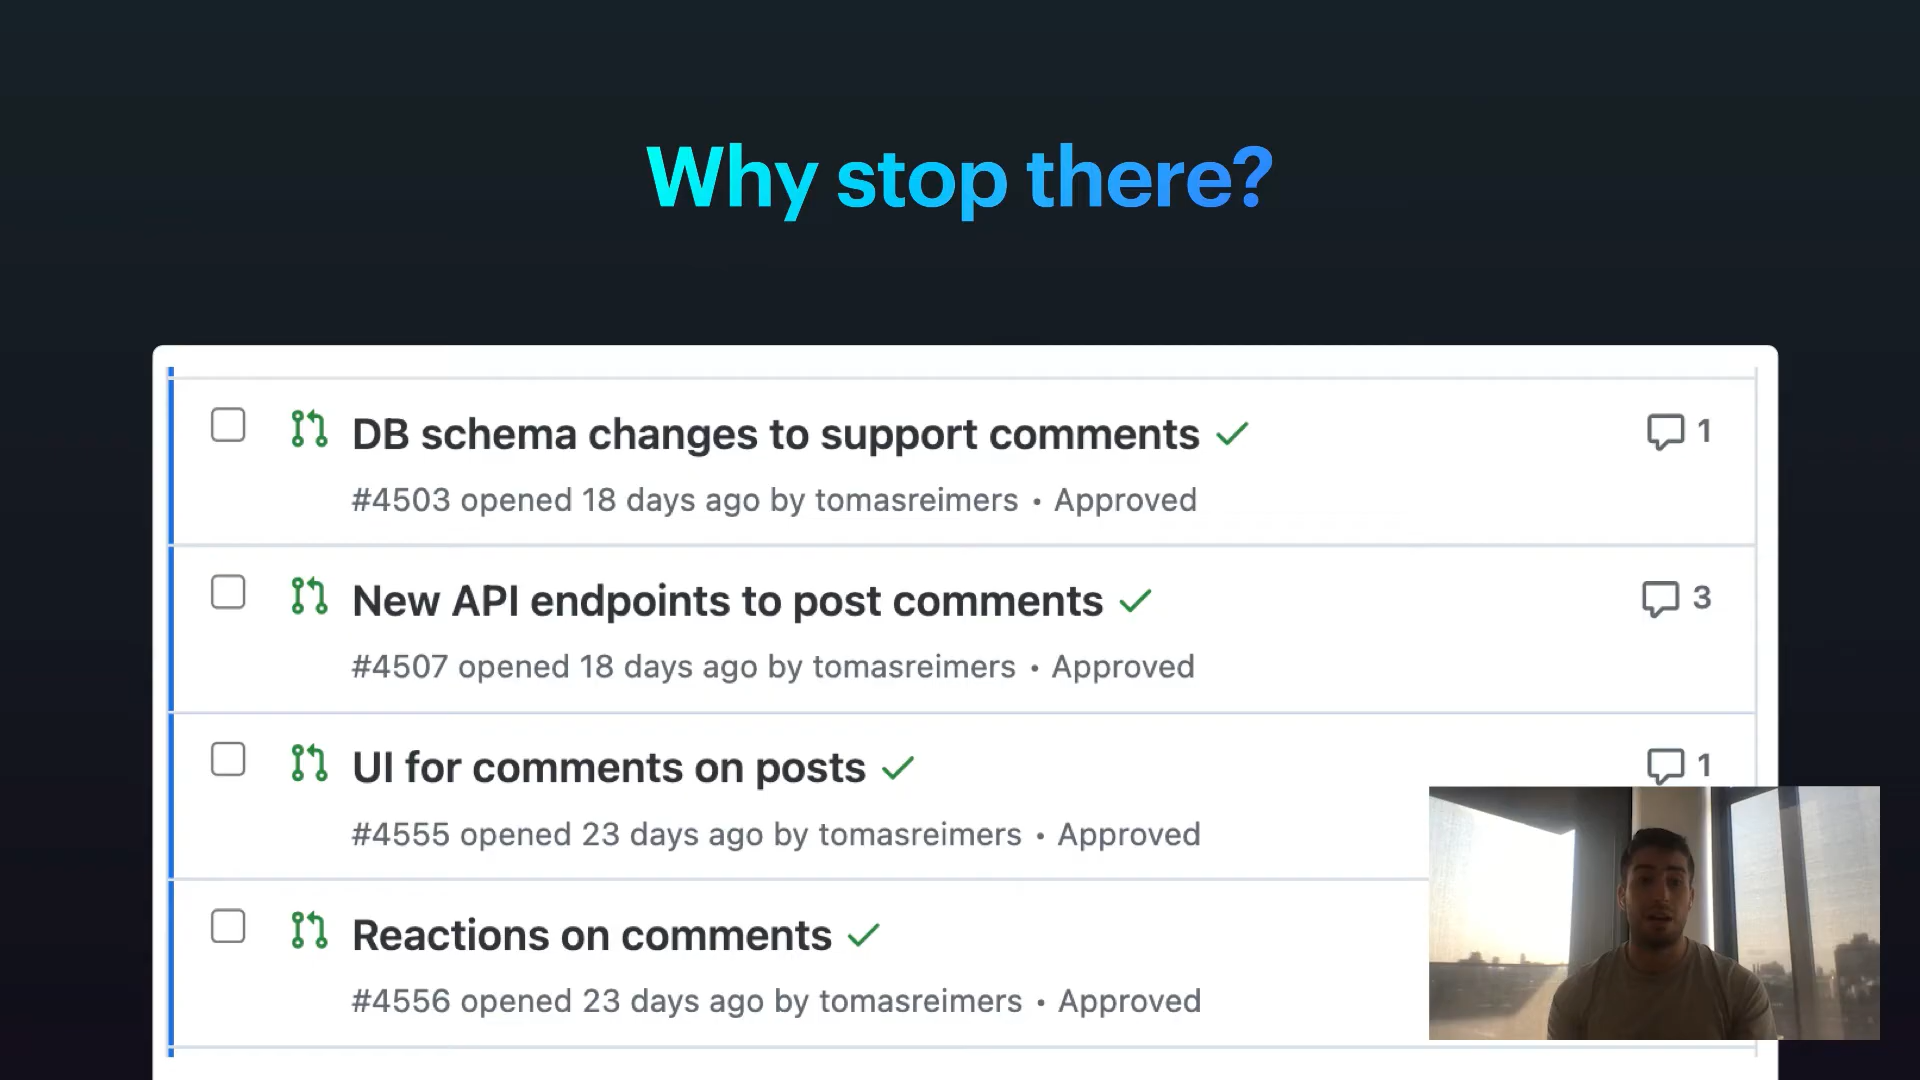 Why stop there?
DB schema changes to support comments
1
#4503 opened 18 days ago by tomasreimers • Approved
New API endpoints to post comments
3
#4507 opened 18 days ago by tomasreimers • Approved
UI for comments on posts
1
#4555 opened 23 days ago by tomasreimers • Approved
Reactions on comments
#4556 opened 23 days ago by tomasreimers • Approved